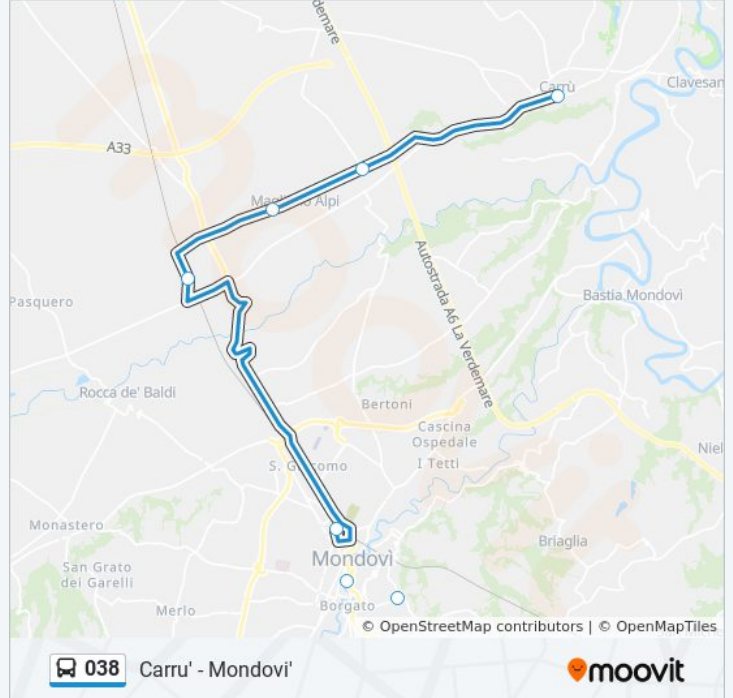 demare
Carrù
Clavesan
A33
Magliano Alpi
Autostrada A6 La Verdemare
Pasquero
Bastia Mondovì
Rocca de' Baldi
Bertoni
Cascina
Ospedale
Niel
S. Giacomo
I Tetti
Monastero
Briaglia
San Grato
dei Garelli
Mondovì
Merlo
Borgato
© OpenStreetMap contributors | © OpenMapTiles
038 Carru' - Mondovi'
moovit